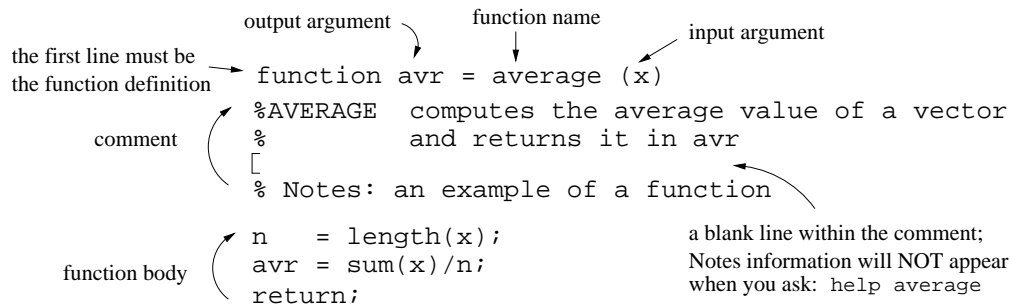 output argument
function name
input argument
the first line must be
the function definition
function avr = average (x)
%AVERAGE computes the average value of a vector
% and returns it in avr
[
% Notes: an example of a function
comment
n = length(x);
avr = sum(x)/n;
return;
function body
a blank line within the comment;
Notes information will NOT appear
when you ask: help average